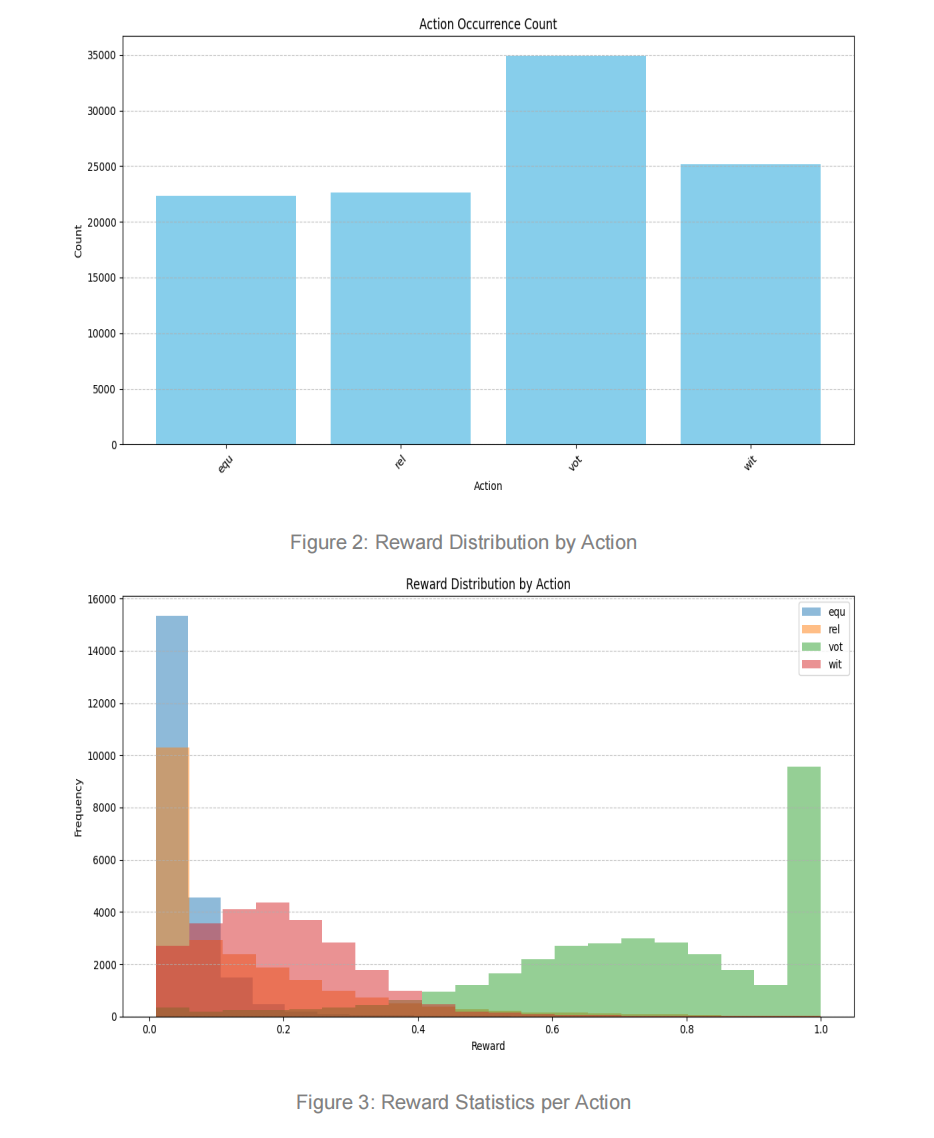 Action Occurrence Count
35000
30000
25000
20000
15000
10000
5000
0
Count
equ
rel
vot
wit
Action
Figure 2: Reward Distribution by Action
Reward Distribution by Action
16000
14000
12000
10000
8000
6000
4000
2000
0
Frequency
equ
rel
vot
wit
0.0
0.2
0.4
0.6
0.8
1.0
Reward
Figure 3: Reward Statistics per Action